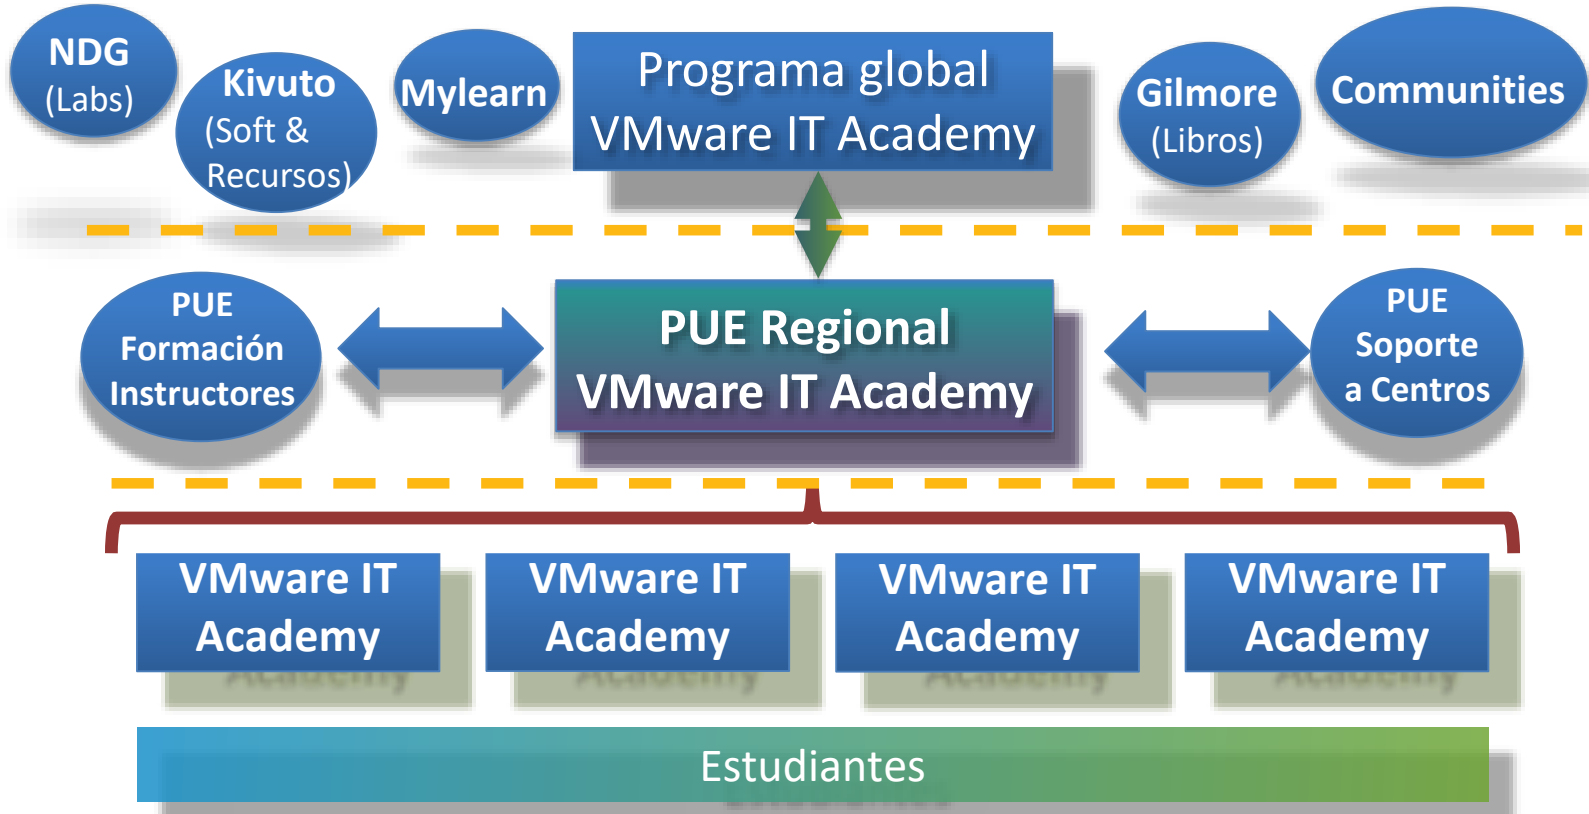 NDG
(Labs)
Kivuto
(Soft &
Recursos)
Mylearn
Programa global
VMware IT Academy
Gilmore
(Libros)
Communities
PUE
Formación
Instructores
PUE Regional
VMware IT Academy
PUE
Soporte
a Centros
VMware IT
Academy
VMware IT
Academy
VMware IT
Academy
VMware IT
Academy
Estudiantes